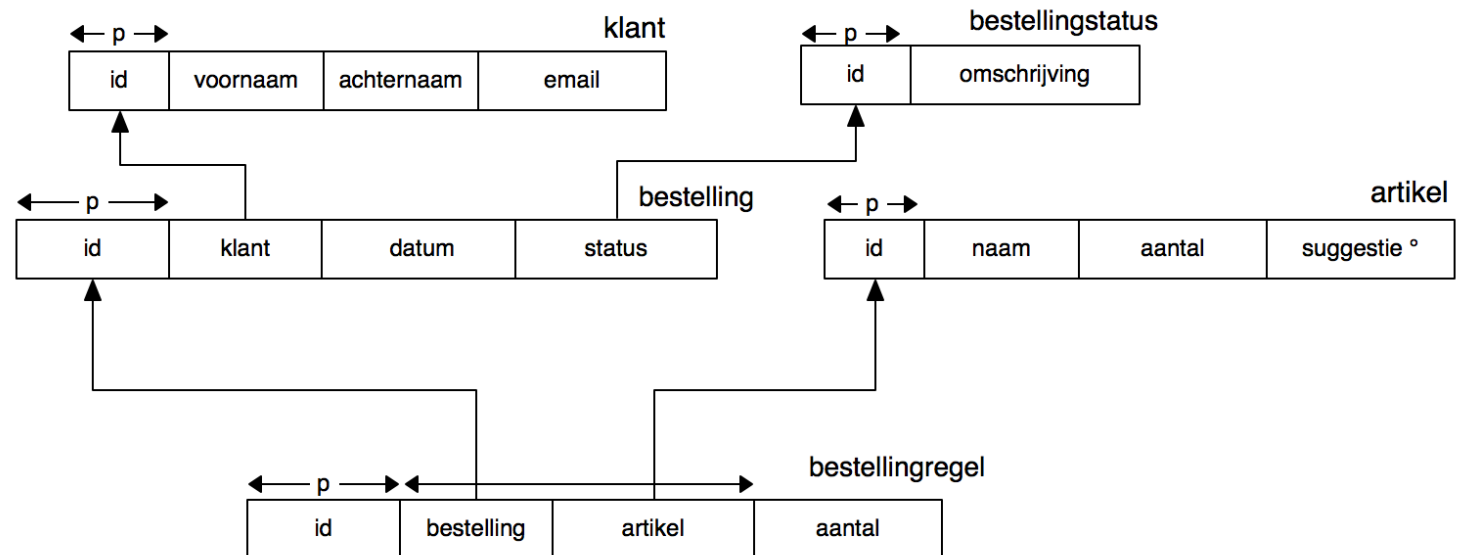 klant
p
id voornaam achternaam email
bestellingstatus
p
id omschrijving
bestelling
p
id klant datum status
artikel
p
id naam aantal suggestie °
bestellingregel
p
id bestelling artikel aantal